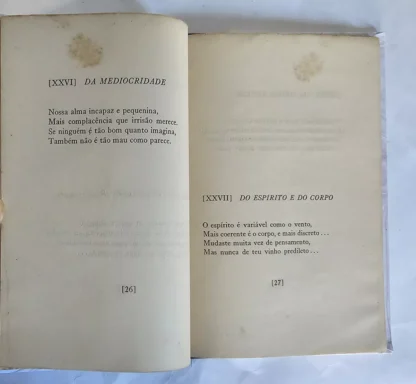 [XXVI] DA MEDIOCRIDADE
Nossa alma incapaz e pequenina,
Mais complacência que irrisão merece.
Se ninguém é tão bom quanto imagina,
Também não é tão mau como parece.
[26]
[XXVII] DO ESPIRITO E DO CORPO
O espírito é variável como o vento,
Mais coerente é o corpo, e mais discreto...
Mudaste muita vez de pensamento,
Mas nunca de teu vinho predileto...
[27]